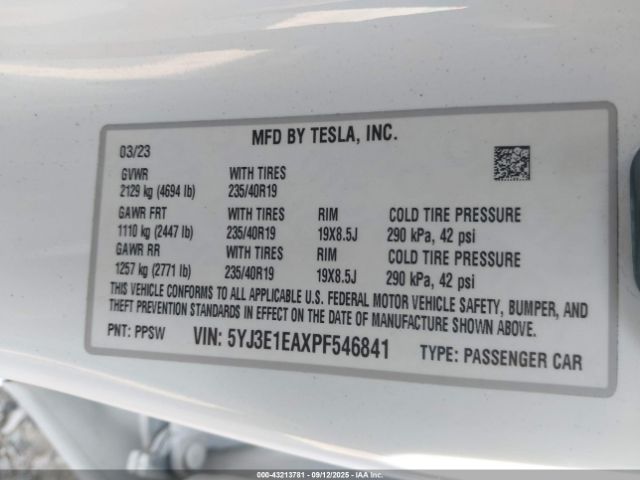 MFD BY TESLA, INC.
03/23
GVWR WITH TIRES
2129 kg (4694 lb) 235/40R19
GAWR FRT WITH TIRES RIM COLD TIRE PRESSURE
1110 kg (2447 lb) 235/40R19 19X8.5J 290 kPa, 42 psi
GAWR RR WITH TIRES RIM COLD TIRE PRESSURE
1257 kg (2771 lb) 235/40R19 19X8.5J 290 kPa, 42 psi
THIS VEHICLE CONFORMS TO ALL APPLICABLE U.S. FEDERAL MOTOR VEHICLE SAFETY, BUMPER, AND
THEFT PREVENTION STANDARDS IN EFFECT ON THE DATE OF MANUFACTURE SHOWN ABOVE.
PNT: PPSW VIN: 5YJ3E1EAXPF546841 TYPE: PASSENGER CAR
000-43213781 - 09/12/2025 - IAA Inc.